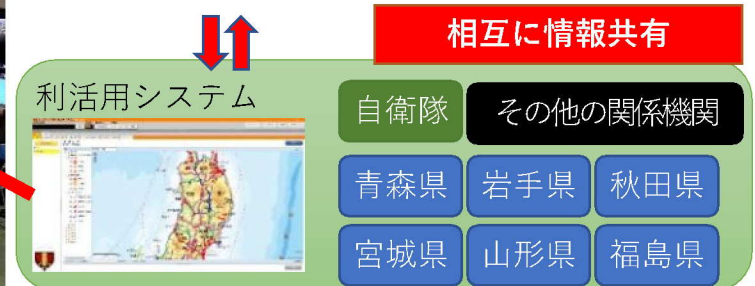 相互に情報共有
利活用システム
自衛隊
その他の関係機関
青森県
岩手県
秋田県
宮城県
山形県
福島県